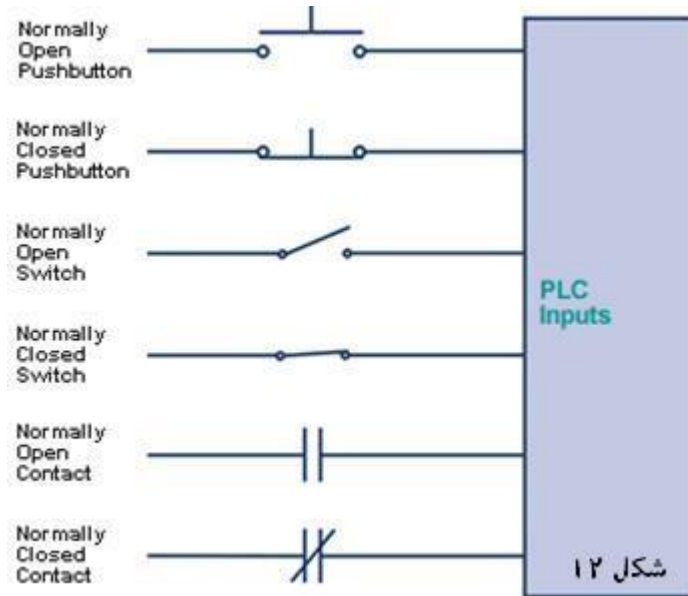 Normally
Open
Pushbutton
Normally
Closed
Pushbutton
Normally
Open
Switch
PLC
Inputs
Normally
Closed
Switch
Normally
Open
Contact
Normally
Closed
Contact
شکل ۱۲